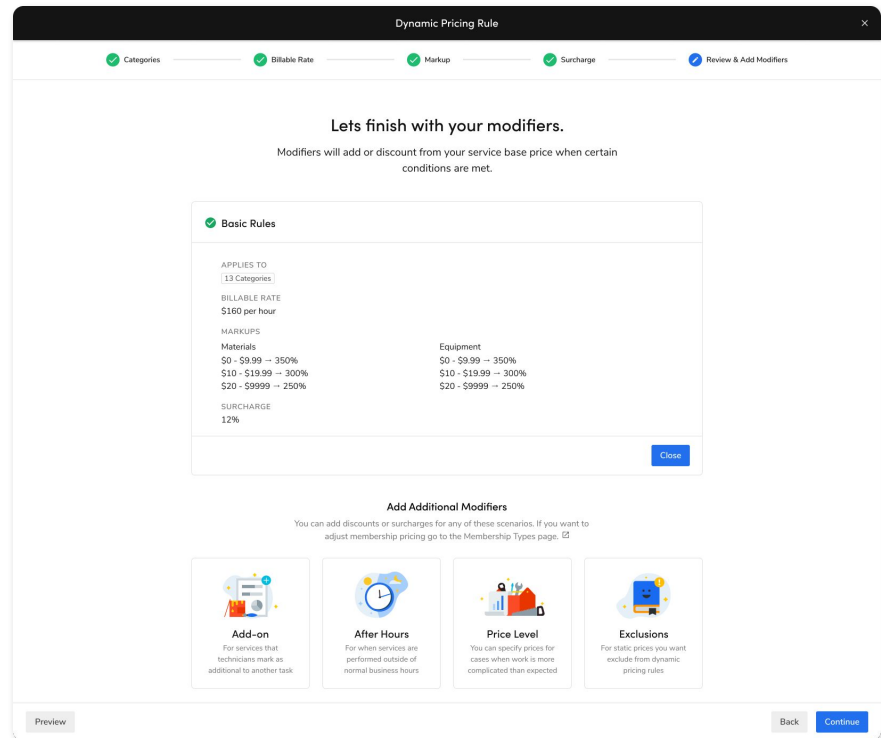 Dynamic Pricing Rule
Categories
Billable Rate
Markup
Surcharge
Review & Add Modifiers
Lets finish with your modifiers.
Modifiers will add or discount from your service base price when certain
conditions are met.
Basic Rules
APPLIES TO
13 Categories
BILLABLE RATE
$160 per hour
MARKUPS
Materials
$0 - $9.99 → 350%
$10 - $19.99 → 300%
$20 - $9999 → 250%
Equipment
$0 - $9.99 → 350%
$10 - $19.99 → 300%
$20 - $9999 → 250%
SURCHARGE
12%
Close
Add Additional Modifiers
You can add discounts or surcharges for any of these scenarios. If you want to
adjust membership pricing go to the Membership Types page.
Add-on
For services that
technicians mark as
additional to another task
After Hours
For when services are
performed outside of
normal business hours
Price Level
You can specify prices for
cases when work is more
complicated than expected
Exclusions
For static prices you want
exclude from dynamic
pricing rules
Preview
Back
Continue